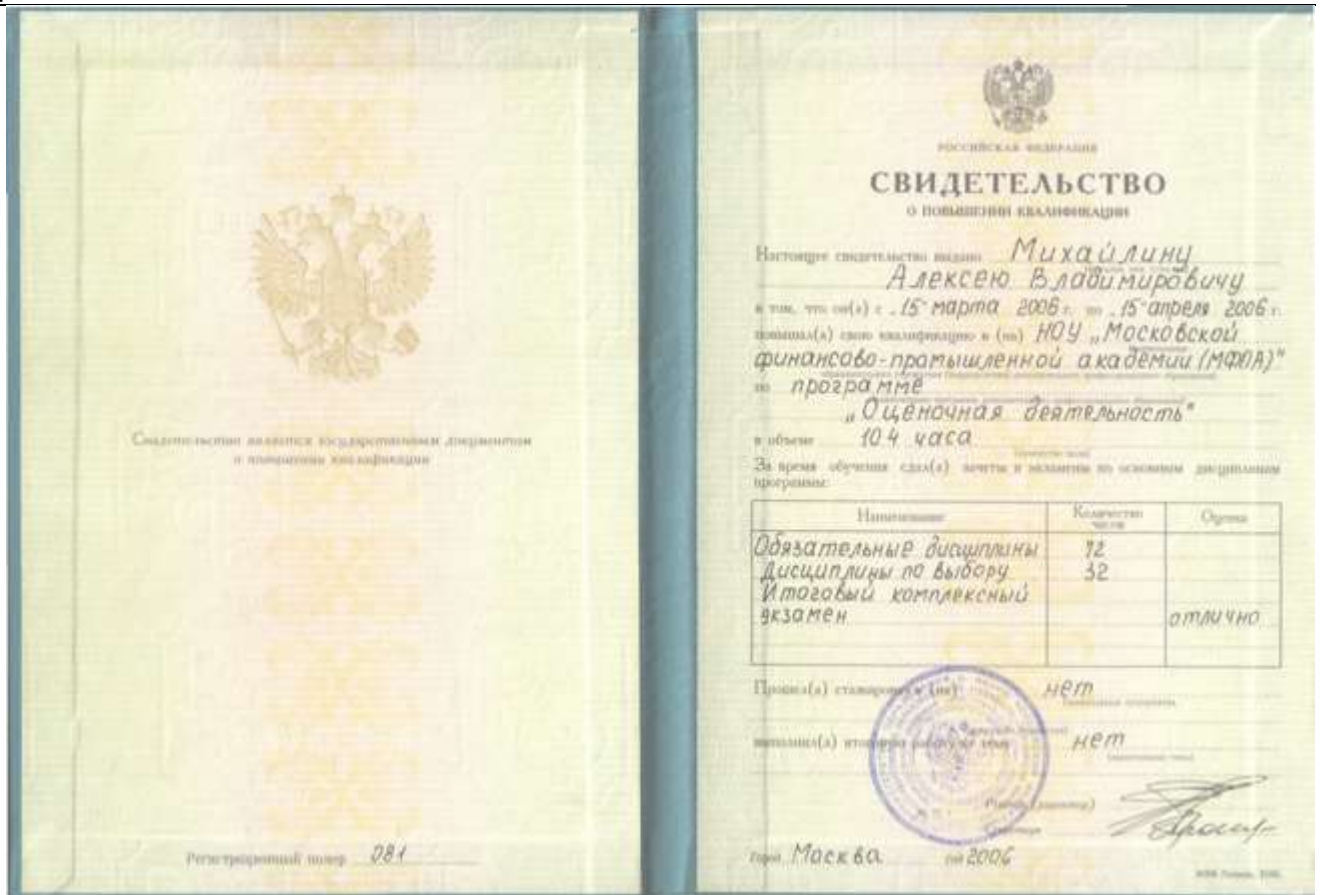 Свидетельство является государственным документом
о повышении квалификации
Регистрационный номер 081
РОССИЙСКАЯ ФЕДЕРАЦИЯ
СВИДЕТЕЛЬСТВО
О ПОВЫШЕНИИ КВАЛИФИКАЦИИ
Настоящее свидетельство выдано Михайлину
Алексею Владимировичу
в том, что он(а) с „15" марта 2006 г. по „15" апреля 2006 г.
повышал(а) свою квалификацию в (на) НОУ „Московской
финансово-промышленной академии (МФПА)"
по программе
„Оценочная деятельность"
в объеме 104 часа
За время обучения сдал(а) зачеты и экзамены по основным дисциплинам
программы:
Наименование Количество часов Оценка
Обязательные дисциплины 72
Дисциплины по выбору 32
Итоговый комплексный
экзамен отлично
Прошел(а) стажировку в (на) нет
выполнил(а) итоговую работу на тему нет
Ректор (директор)
Секретарь
Город Москва год 2006